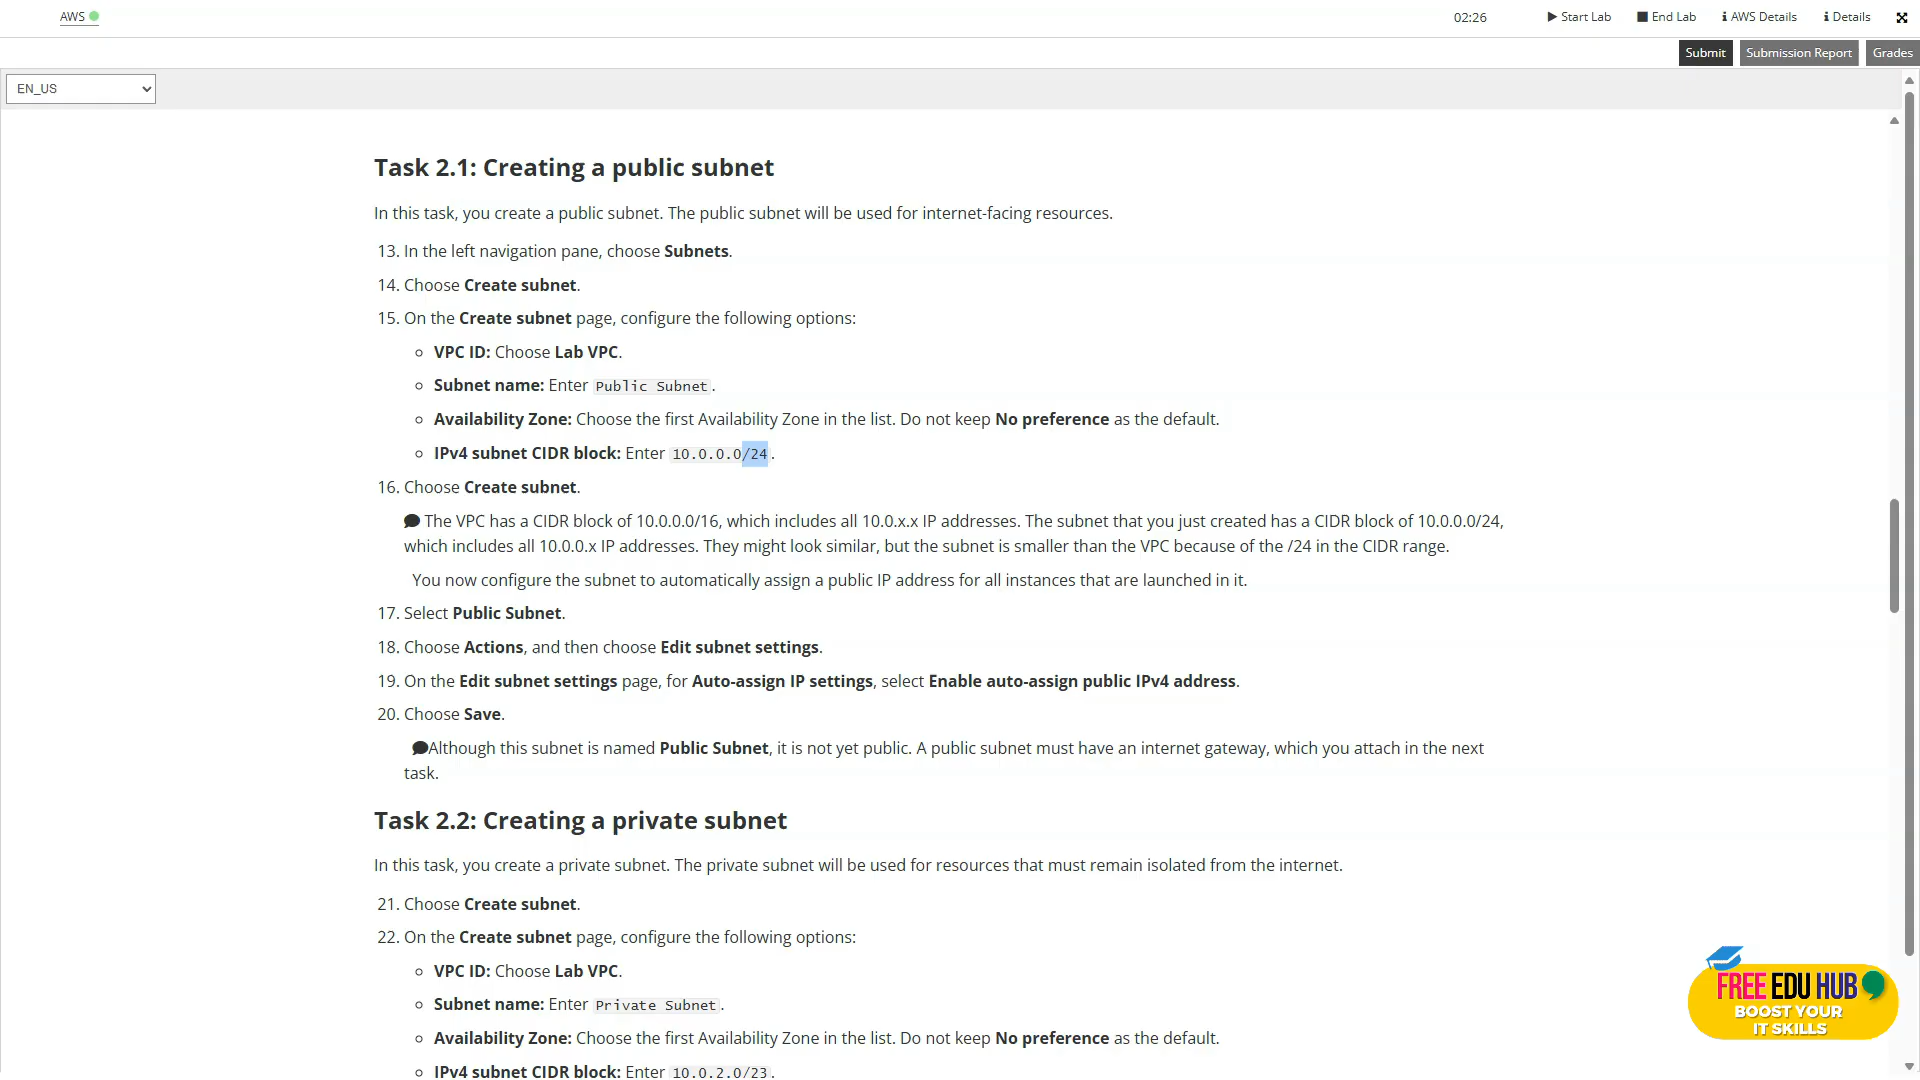 AWS
02:26
Start Lab
End Lab
AWS Details
Details
Submit
Submission Report
Grades
EN_US
Task 2.1: Creating a public subnet
In this task, you create a public subnet. The public subnet will be used for internet-facing resources.
13. In the left navigation pane, choose Subnets.
14. Choose Create subnet.
15. On the Create subnet page, configure the following options:
VPC ID: Choose Lab VPC.
Subnet name: Enter Public Subnet.
Availability Zone: Choose the first Availability Zone in the list. Do not keep No preference as the default.
IPv4 subnet CIDR block: Enter 10.0.0.0/24.
16. Choose Create subnet.
The VPC has a CIDR block of 10.0.0.0/16, which includes all 10.0.x.x IP addresses. The subnet that you just created has a CIDR block of 10.0.0.0/24,
which includes all 10.0.0.x IP addresses. They might look similar, but the subnet is smaller than the VPC because of the /24 in the CIDR range.
You now configure the subnet to automatically assign a public IP address for all instances that are launched in it.
17. Select Public Subnet.
18. Choose Actions, and then choose Edit subnet settings.
19. On the Edit subnet settings page, for Auto-assign IP settings, select Enable auto-assign public IPv4 address.
20. Choose Save.
Although this subnet is named Public Subnet, it is not yet public. A public subnet must have an internet gateway, which you attach in the next
task.
Task 2.2: Creating a private subnet
In this task, you create a private subnet. The private subnet will be used for resources that must remain isolated from the internet.
21. Choose Create subnet.
22. On the Create subnet page, configure the following options:
VPC ID: Choose Lab VPC.
Subnet name: Enter Private Subnet.
Availability Zone: Choose the first Availability Zone in the list. Do not keep No preference as the default.
IPv4 subnet CIDR block: Enter 10.0.2.0/23.
FREE EDU HUB
BOOST YOUR
IT SKILLS